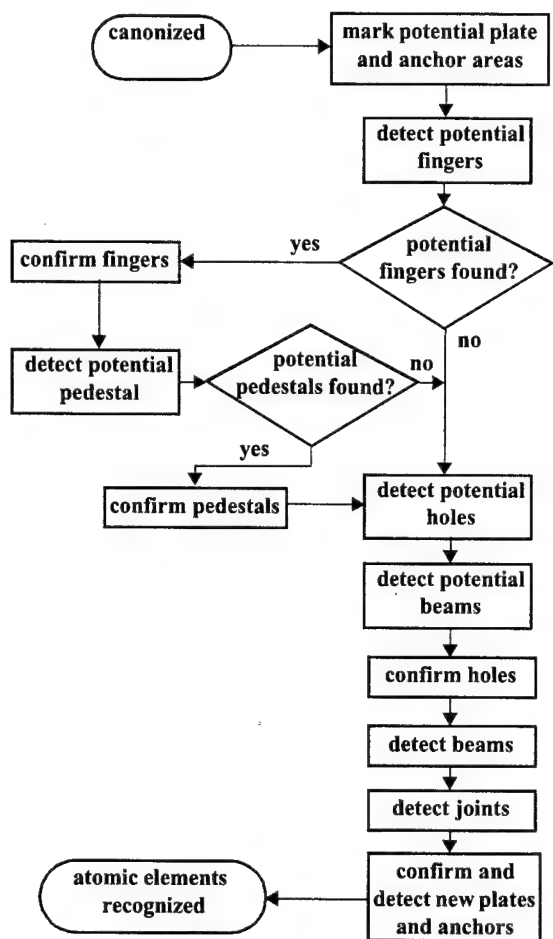 canonized
mark potential plate
and anchor areas
detect potential
fingers
potential
fingers found?
yes
no
confirm fingers
detect potential
pedestal
potential
pedestals found?
no
yes
confirm pedestals
detect potential
holes
detect potential
beams
confirm holes
detect beams
detect joints
confirm and
detect new plates
and anchors
atomic elements
recognized